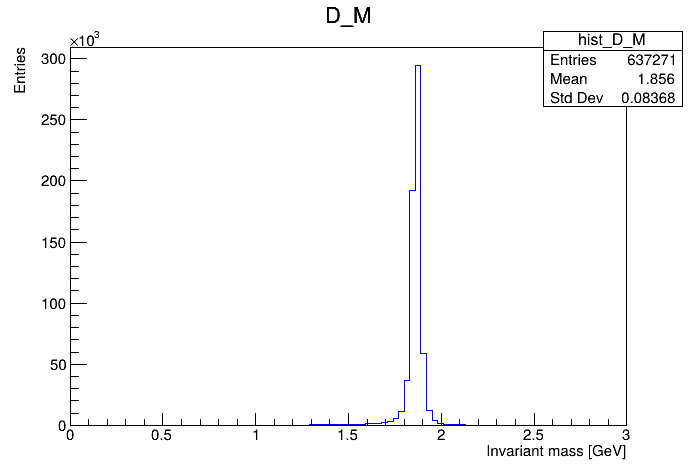 D_M
×10³
hist_D_M
Entries 637271
Mean 1.856
Std Dev 0.08368
Entries
300
250
200
150
100
50
0
0 0.5 1 1.5 2 2.5 3
Invariant mass [GeV]